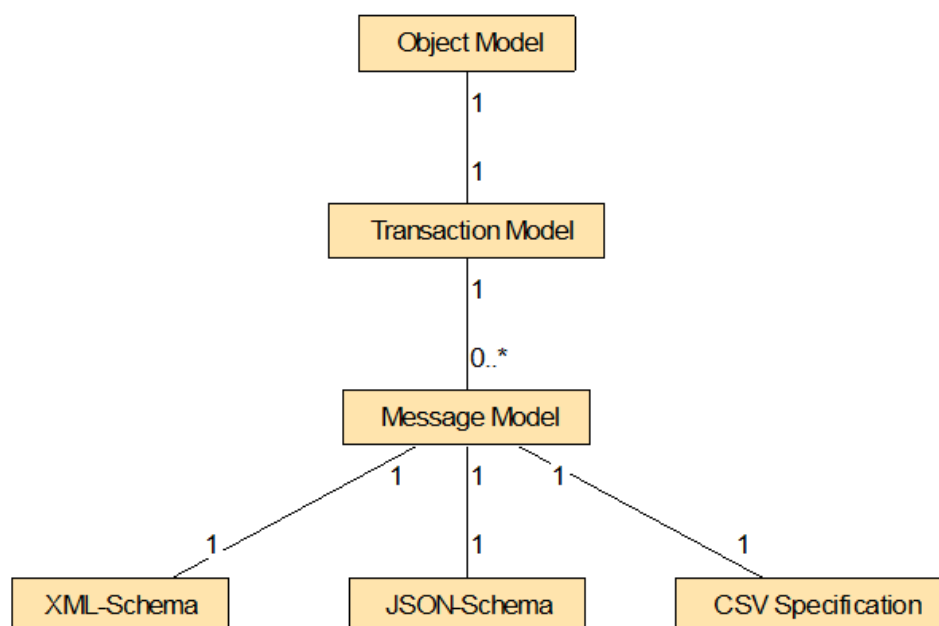 Object Model
1
1
Transaction Model
1
0..*
Message Model
1 1 1
1 1 1
XML-Schema JSON-Schema CSV Specification